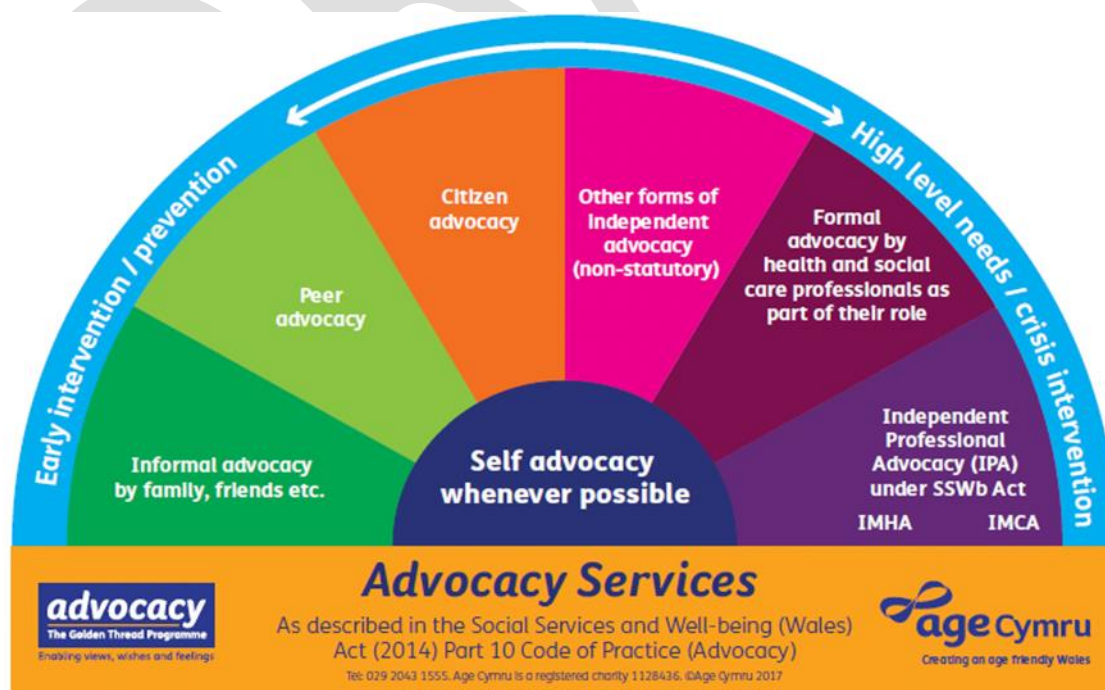 Early intervention / prevention
High level needs / crisis intervention
Informal advocacy
by family, friends etc.
Peer
advocacy
Citizen
advocacy
Other forms of
independent
advocacy
(non-statutory)
Formal
advocacy by
health and social
care professionals as
part of their role
Independent
Professional
Advocacy (IPA)
under SSWb Act
IMHA IMCA
Self advocacy
whenever possible
advocacy
The Golden Thread Programme
Enabling views, wishes and feelings
Advocacy Services
As described in the Social Services and Well-being (Wales)
Act (2014) Part 10 Code of Practice (Advocacy)
Tel: 029 2043 1555. Age Cymru is a registered charity 1128436. ©Age Cymru 2017
age Cymru
Creating an age friendly Wales